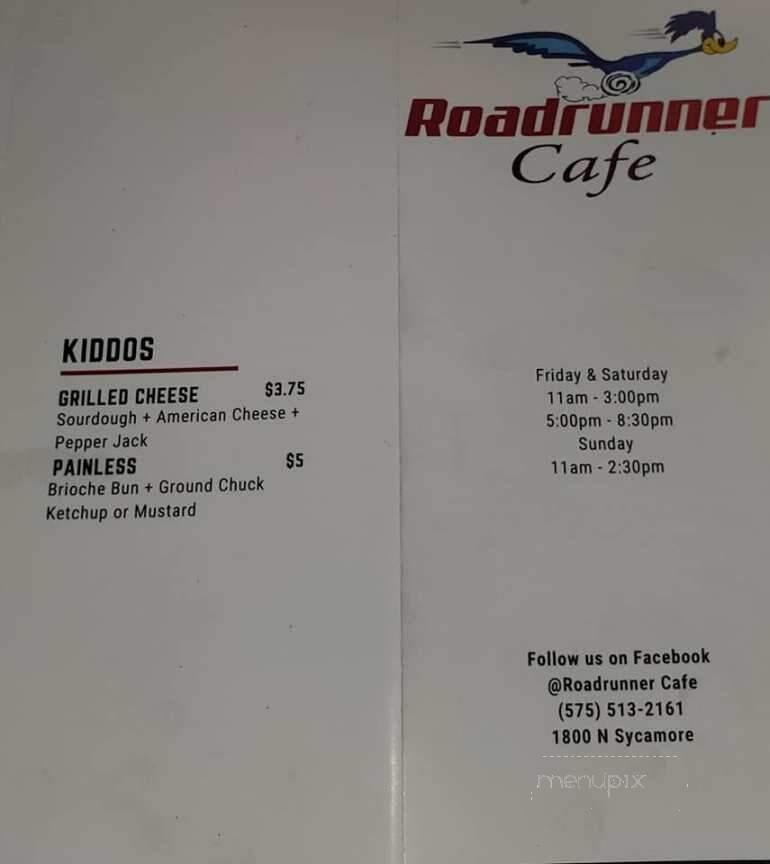 KIDDOS
GRILLED CHEESE $3.75
Sourdough + American Cheese +
Pepper Jack
PAINLESS $5
Brioche Bun + Ground Chuck
Ketchup or Mustard
Roadrunner
Cafe
Friday & Saturday
11am - 3:00pm
5:00pm - 8:30pm
Sunday
11am - 2:30pm
Follow us on Facebook
@Roadrunner Cafe
(575) 513-2161
1800 N Sycamore
menupix